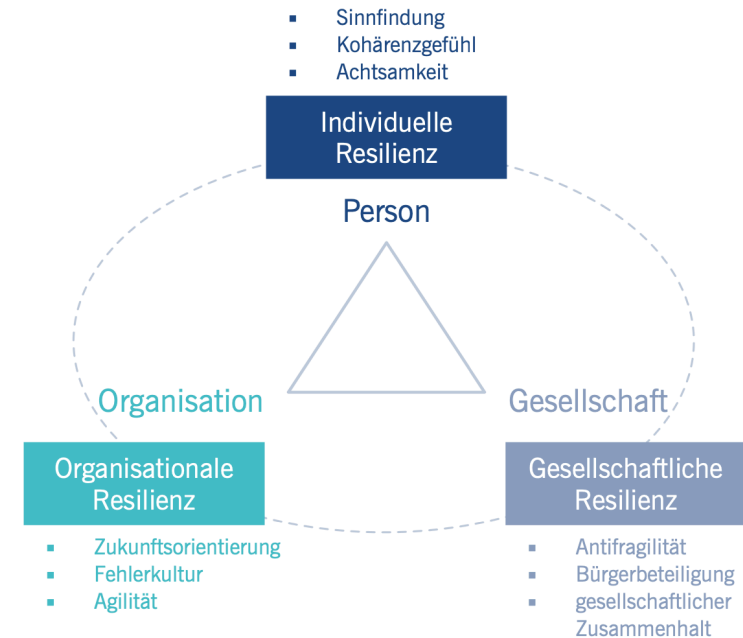 Sinnfindung
Kohärenzgefühl
Achtsamkeit
Individuelle
Resilienz
Person
Organisation
Gesellschaft
Organisationale
Resilienz
Gesellschaftliche
Resilienz
Zukunftsorientierung
Fehlerkultur
Agilität
Antifragilität
Bürgerbeteiligung
gesellschaftlicher
Zusammenhalt